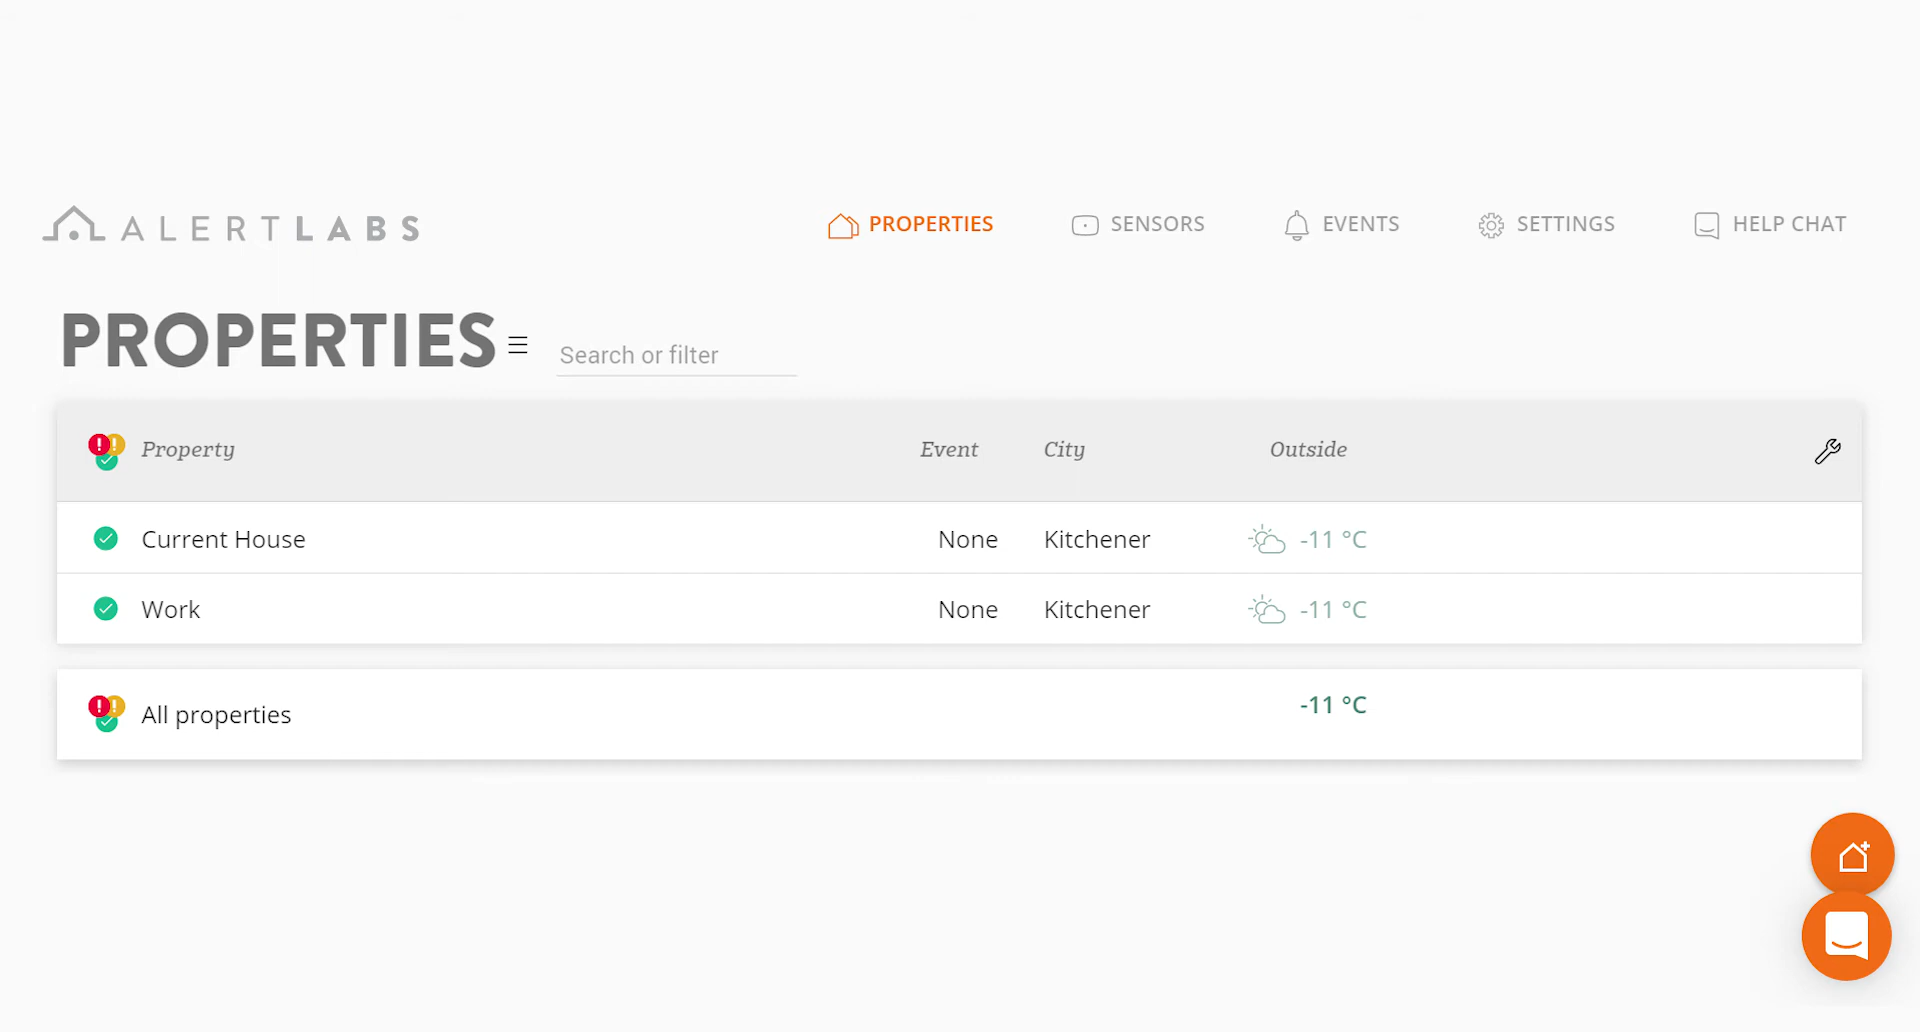 ALERTLABS
PROPERTIES SENSORS EVENTS SETTINGS HELP CHAT
PROPERTIES Search or filter
Property Event City Outside
Current House None Kitchener -11 °C
Work None Kitchener -11 °C
All properties -11 °C